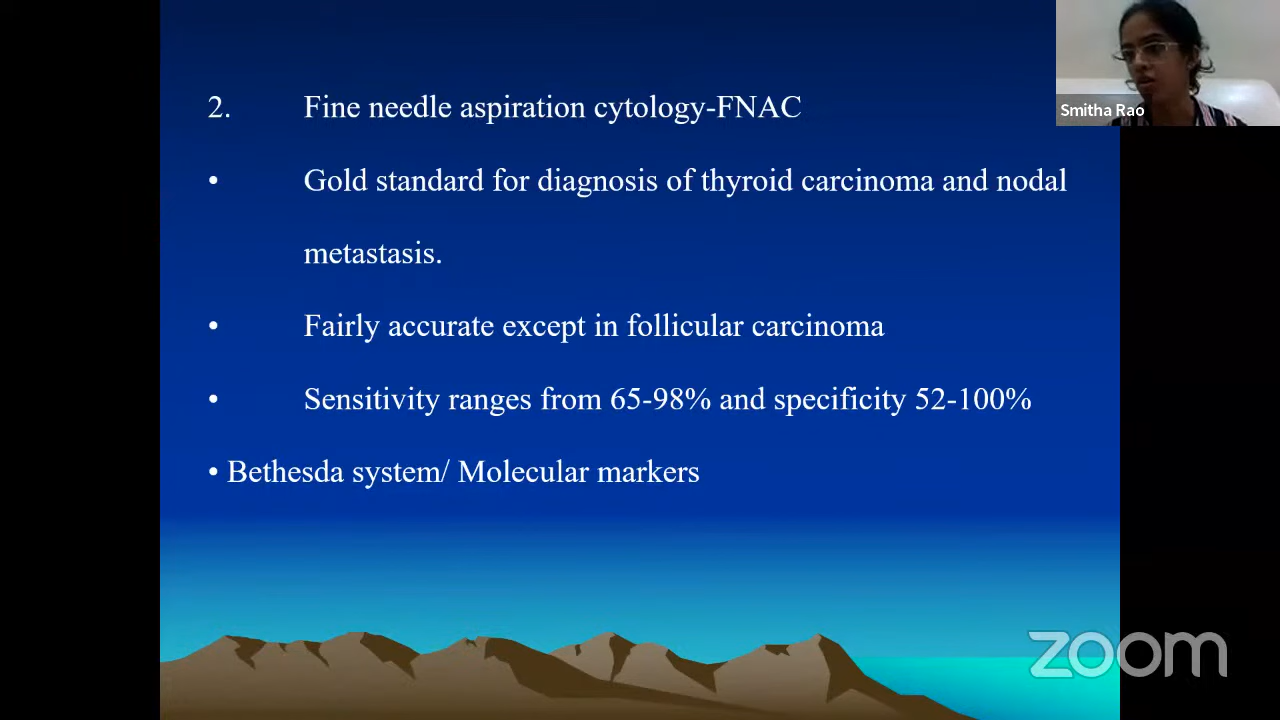 Smitha Rao
2. Fine needle aspiration cytology-FNAC
• Gold standard for diagnosis of thyroid carcinoma and nodal
metastasis.
• Fairly accurate except in follicular carcinoma
• Sensitivity ranges from 65-98% and specificity 52-100%
• Bethesda system/ Molecular markers
zoom